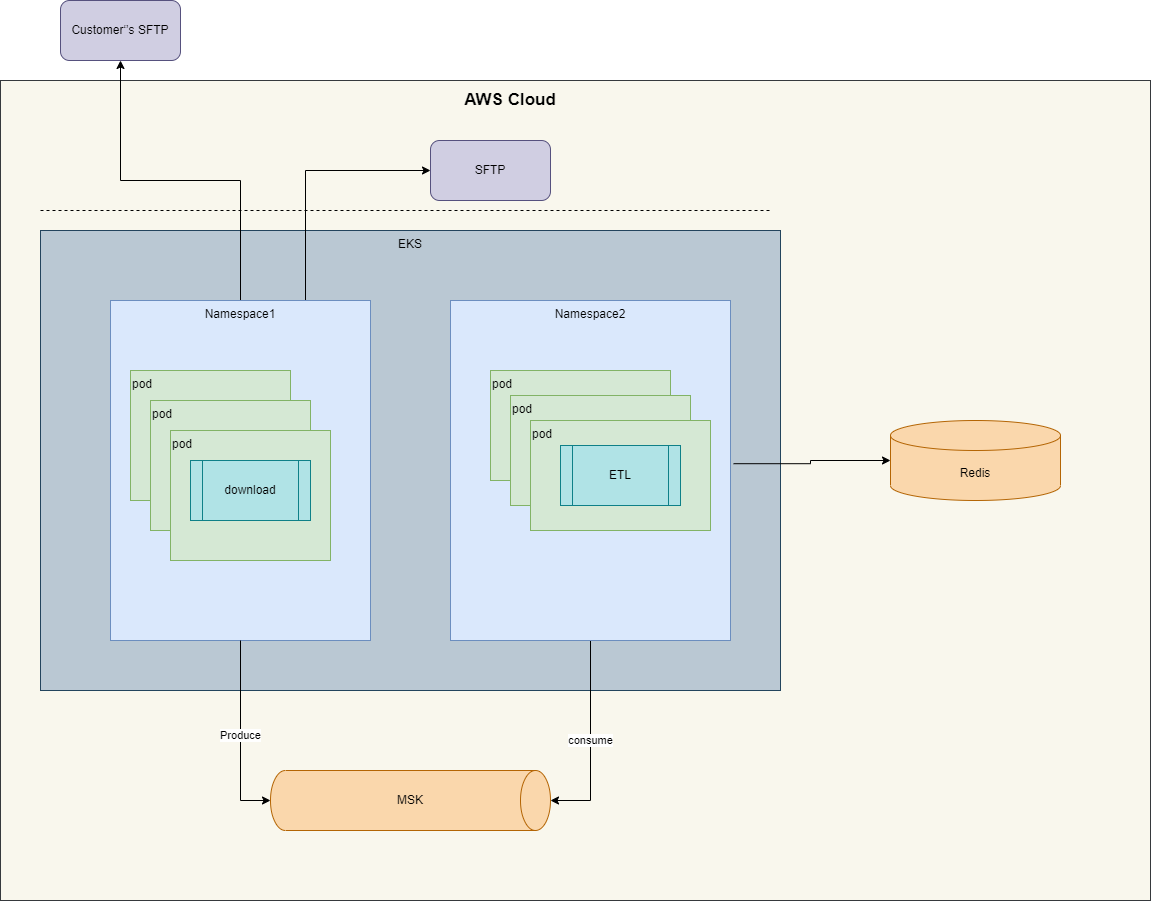 Customer"s SFTP
AWS Cloud
SFTP
EKS
Namespace1
Namespace2
pod
pod
pod
download
pod
pod
pod
ETL
Redis
Produce
consume
MSK